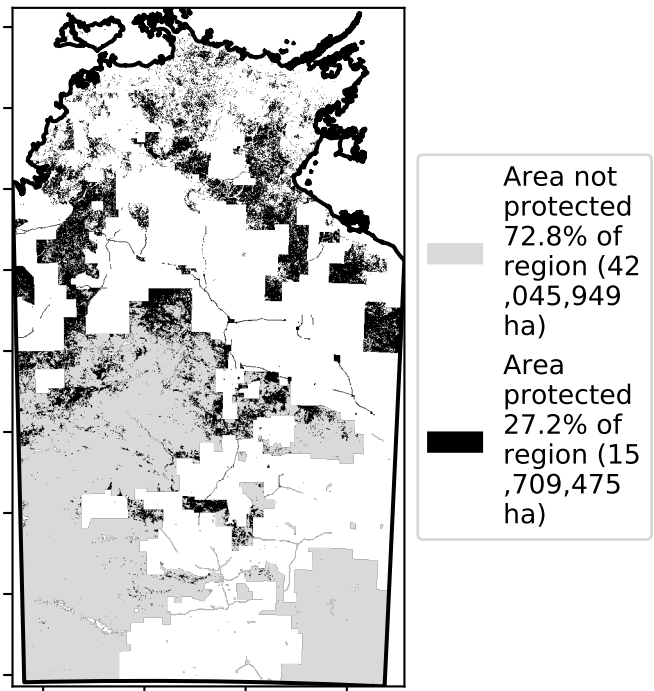 Area not
protected
72.8% of
region (42
,045,949
ha)
Area
protected
27.2% of
region (15
,709,475
ha)